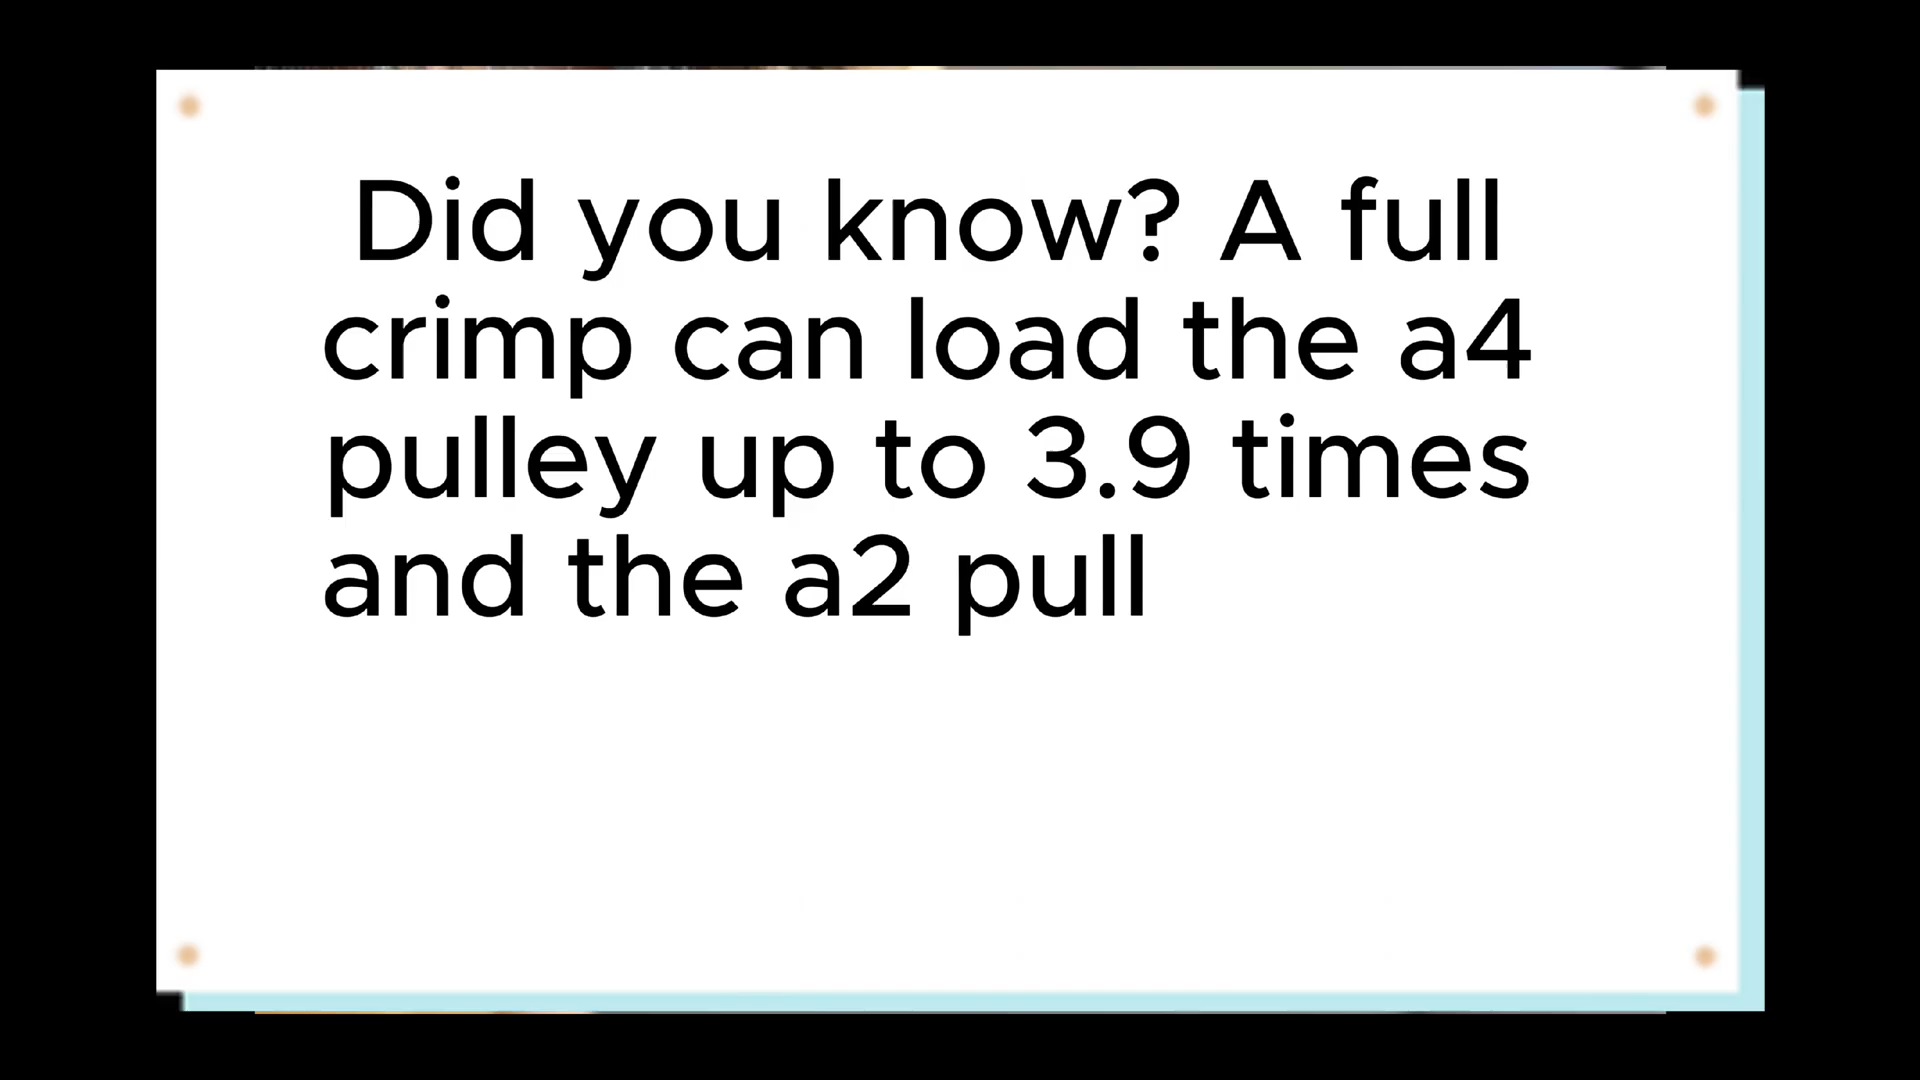 Did you know? A full
crimp can load the a4
pulley up to 3.9 times
and the a2 pull